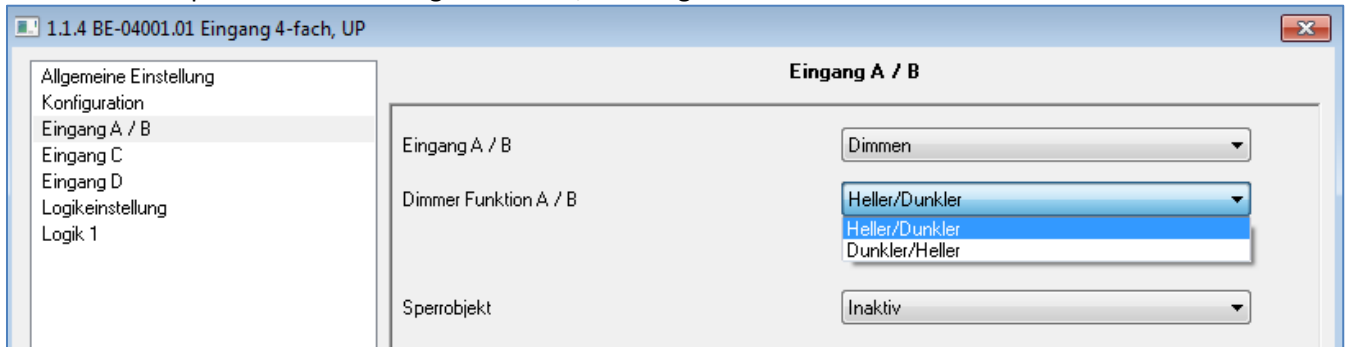 1.1.4 BE-04001.01 Eingang 4-fach, UP
Allgemeine Einstellung
Konfiguration
Eingang A / B
Eingang C
Eingang D
Logikeinstellung
Logik 1
Eingang A / B
Eingang A / B
Dimmen
Dimmer Funktion A / B
Heller/Dunkler
Heller/Dunkler
Dunkler/Heller
Sperrobjekt
Inaktiv